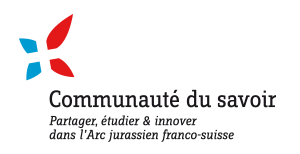 Communauté du savoir
Partager, étudier & innover
dans l'Arc jurassien franco-suisse